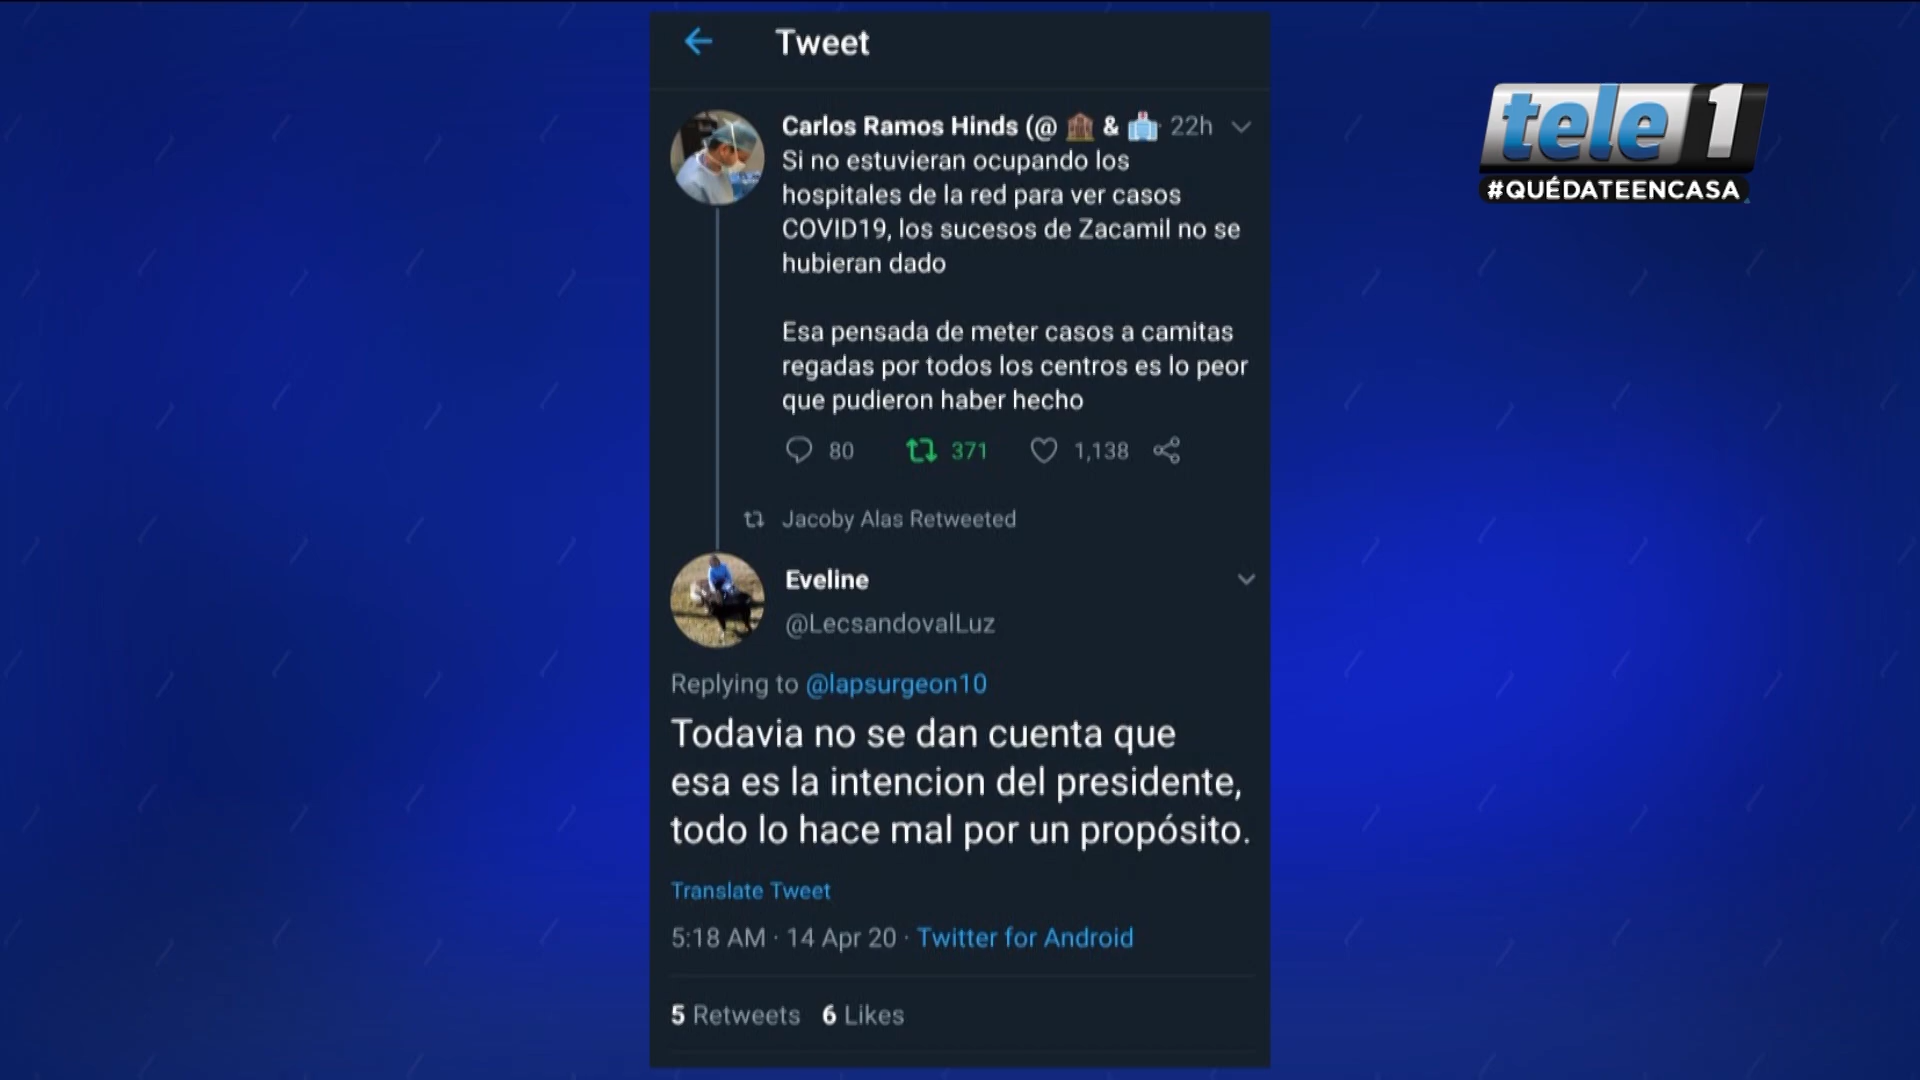 Tweet
Carlos Ramos Hinds (@ & 22h
Si no estuvieran ocupando los
hospitales de la red para ver casos
COVID19, los sucesos de Zacamil no se
hubieran dado
Esa pensada de meter casos a camitas
regadas por todos los centros es lo peor
que pudieron haber hecho
80 371 1,138
Jacoby Alas Retweeted
Eveline
@LecsandovalLuz
Replying to @lapsurgeon10
Todavia no se dan cuenta que
esa es la intencion del presidente,
todo lo hace mal por un propósito.
Translate Tweet
5:18 AM · 14 Apr 20 · Twitter for Android
5 Retweets 6 Likes
tele 1
#QUÉDATEENCASA